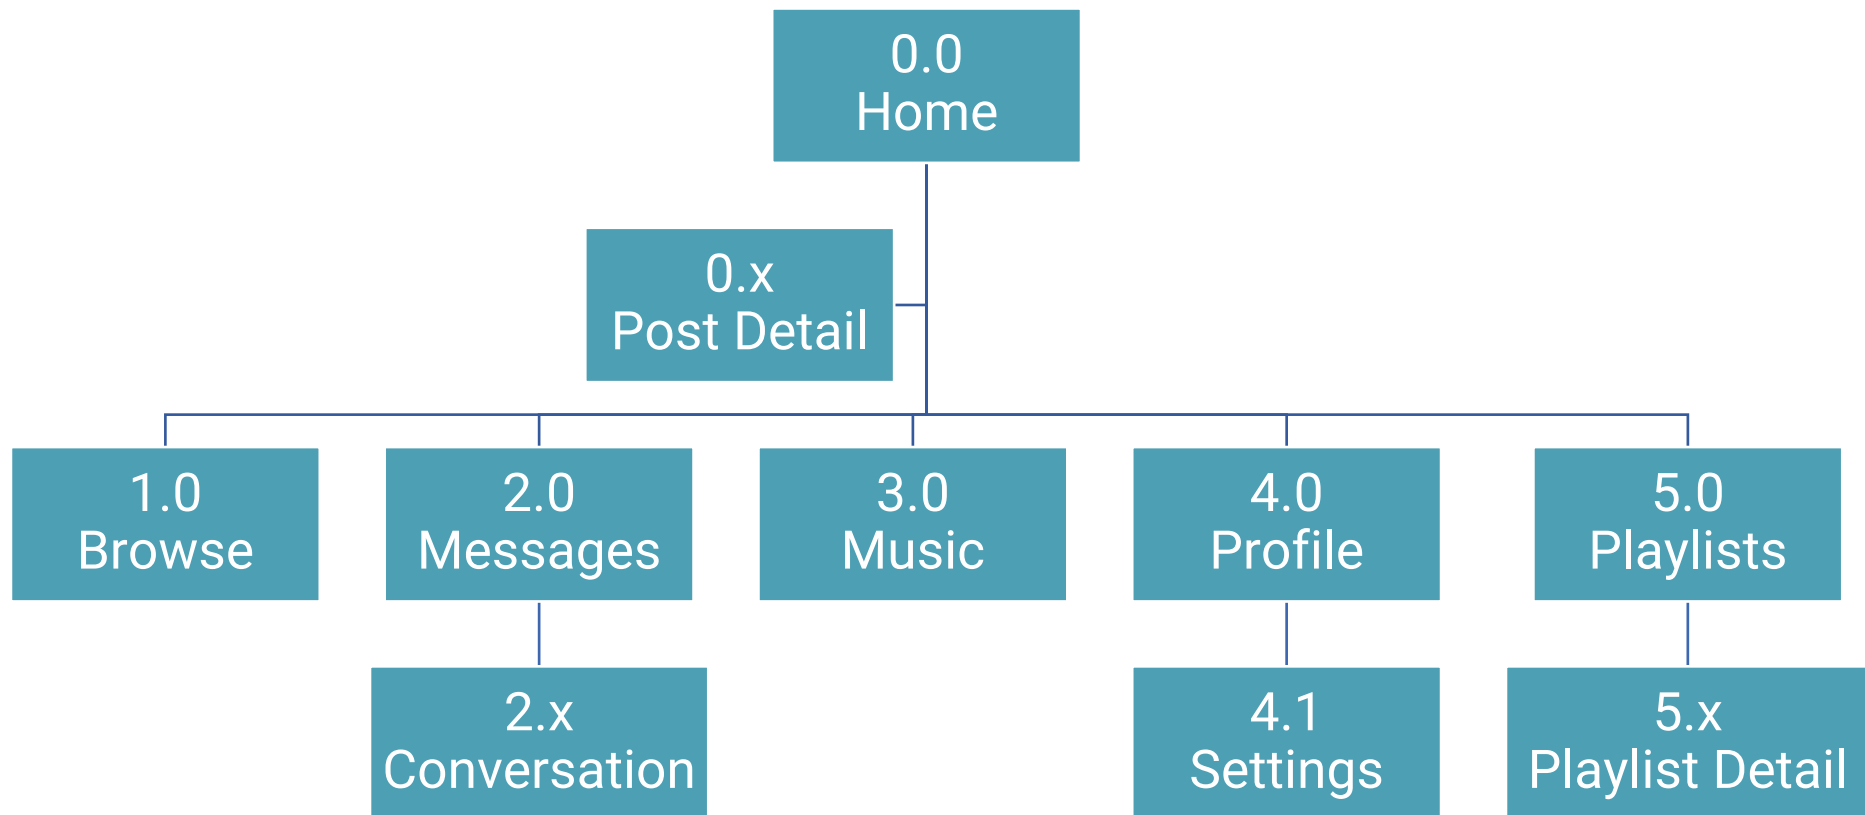 0.0
Home
0.x
Post Detail
1.0
Browse
2.0
Messages
3.0
Music
4.0
Profile
5.0
Playlists
2.x
Conversation
4.1
Settings
5.x
Playlist Detail